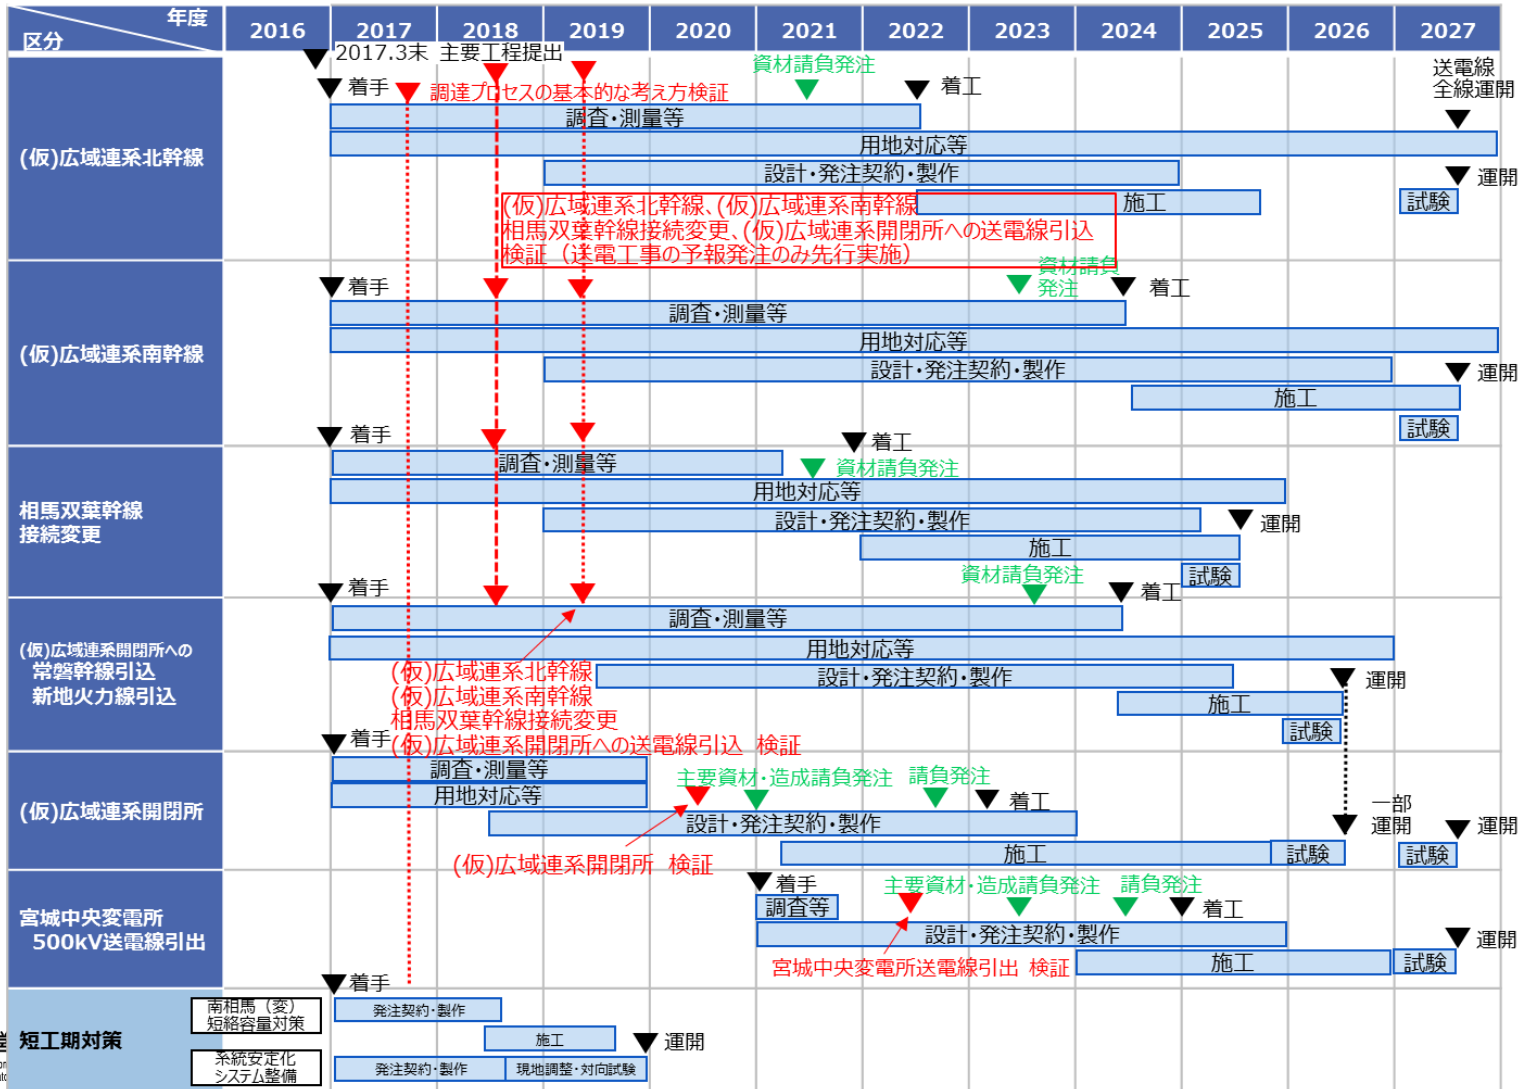 年度
区分
2016 2017 2018 2019 2020 2021 2022 2023 2024 2025 2026 2027
2017.3末 主要工程提出
資材請負発注
送電線
全線運開
着手
調達プロセスの基本的な考え方検証
着工
調査・測量等
(仮)広域連系北幹線
用地対応等
設計・発注契約・製作
運開
施工
試験
(仮)広域連系北幹線、(仮)広域連系南幹線
相馬双葉幹線接続変更、(仮)広域連系開閉所への送電線引込
検証（送電工事の予報発注のみ先行実施）
資材請負
発注
着手
着工
調査・測量等
(仮)広域連系南幹線
用地対応等
設計・発注契約・製作
運開
施工
試験
着手
着工
調査・測量等
資材請負発注
用地対応等
相馬双葉幹線
接続変更
設計・発注契約・製作
運開
施工
試験
資材請負発注
着手
着工
調査・測量等
用地対応等
(仮)広域連系開閉所への
常磐幹線引込
新地火力線引込
設計・発注契約・製作
運開
施工
試験
(仮)広域連系北幹線
(仮)広域連系南幹線
相馬双葉幹線接続変更
(仮)広域連系開閉所への送電線引込 検証
着手
調査・測量等
主要資材・造成請負発注
請負発注
用地対応等
着工
(仮)広域連系開閉所
設計・発注契約・製作
一部
運開
運開
施工
試験
試験
(仮)広域連系開閉所 検証
着手
主要資材・造成請負発注
請負発注
調査等
着工
宮城中央変電所
500kV送電線引出
設計・発注契約・製作
運開
施工
試験
宮城中央変電所送電線引出 検証
着手
南相馬（変）
短絡容量対策
発注契約・製作
短工期対策
施工
運開
系統安定化
システム整備
発注契約・製作
現地調整・対向試験